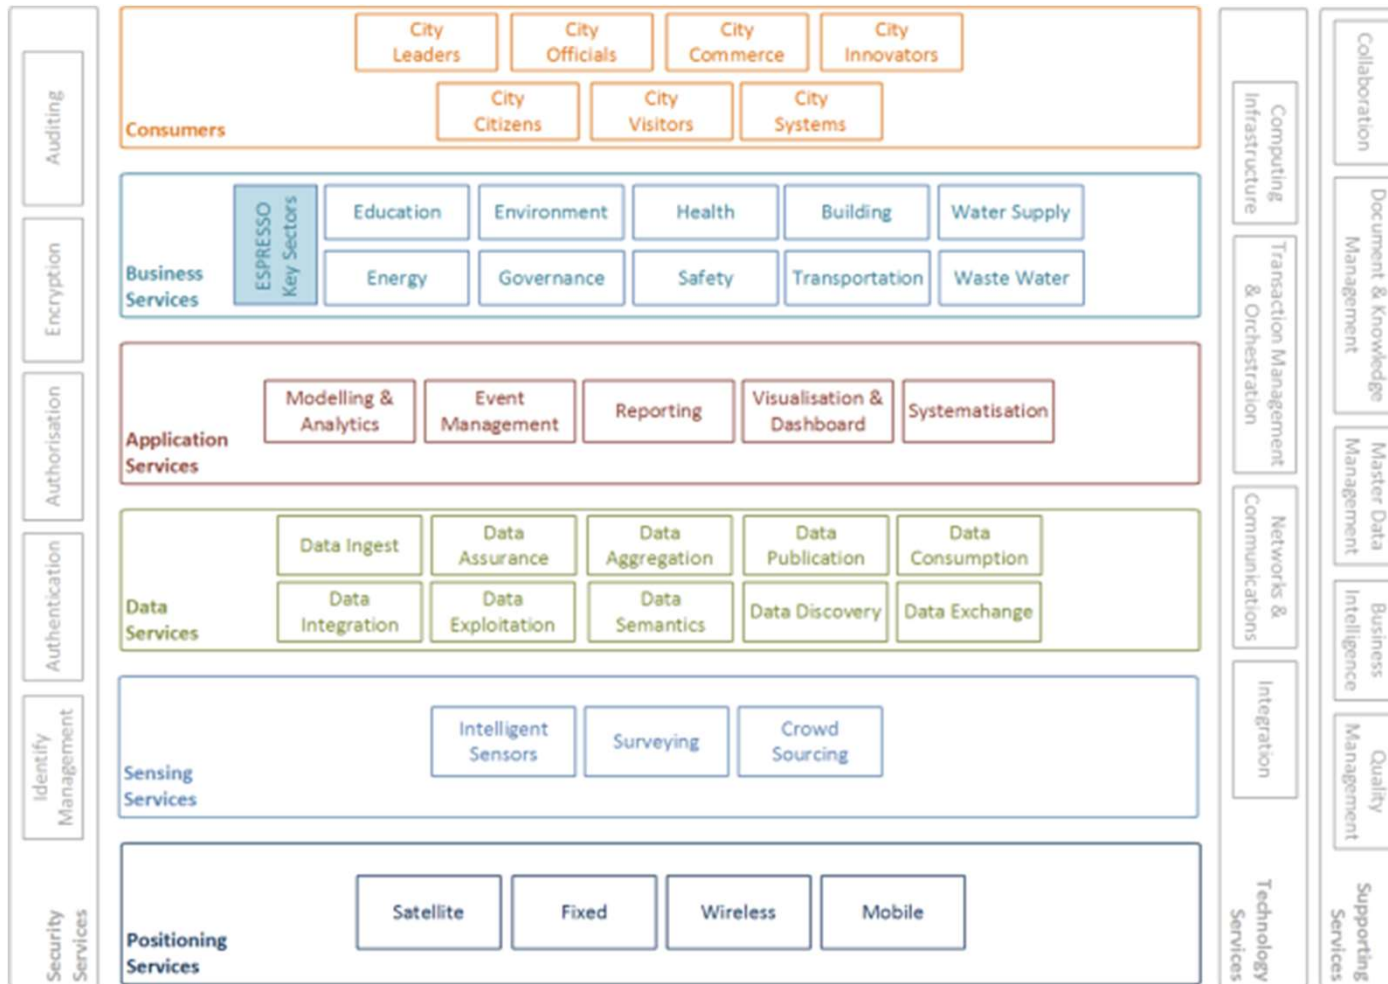 Auditing
Encryption
Authorisation
Authentication
Identify
Management
Security
Services
City
Leaders
City
Officials
City
Commerce
City
Innovators
City
Citizens
City
Visitors
City
Systems
Consumers
ESPRESSO
Key Sectors
Education
Environment
Health
Building
Water Supply
Energy
Governance
Safety
Transportation
Waste Water
Business
Services
Modelling &
Analytics
Event
Management
Reporting
Visualisation &
Dashboard
Systematisation
Application
Services
Data Ingest
Data
Assurance
Data
Aggregation
Data
Publication
Data
Consumption
Data
Integration
Data
Exploitation
Data
Semantics
Data Discovery
Data Exchange
Data
Services
Intelligent
Sensors
Surveying
Crowd
Sourcing
Sensing
Services
Satellite
Fixed
Wireless
Mobile
Positioning
Services
Computing
Infrastructure
Transaction Management
& Orchestration
Networks &
Communications
Integration
Technology
Services
Collaboration
Document & Knowledge
Management
Master Data
Management
Business
Intelligence
Quality
Management
Supporting
Services